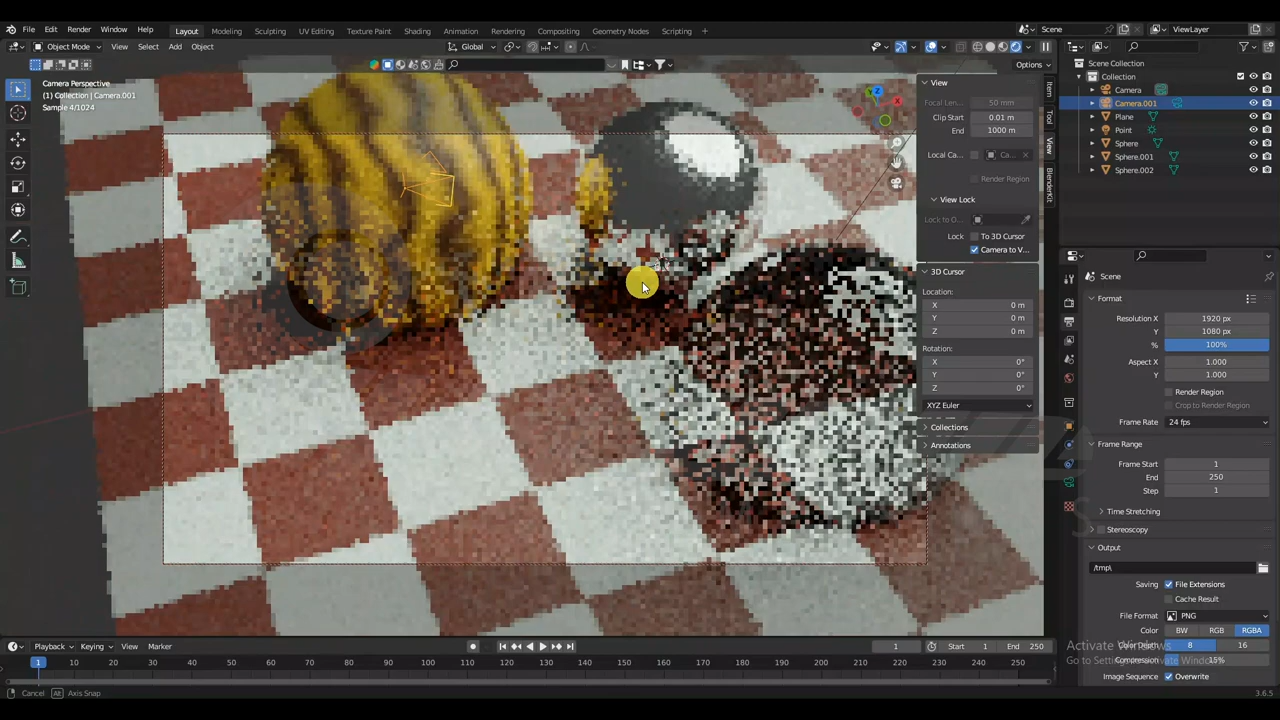 File Edit Render Window Help Layout Modeling Sculpting UV Editing Texture Paint Shading Animation Rendering Compositing Geometry Nodes Scripting + Scene ViewLayer
Object Mode View Select Add Object Global
Options
Camera Perspective
(1) Collection | Camera.001
Sample 4/1024
Z
X
View
Focal Len... 50 mm
Clip Start 0.01 m
End 1000 m
Local Ca... Ca...
Render Region
View Lock
Lock to O...
Lock To 3D Cursor
Camera to V...
3D Cursor
Location:
X 0 m
Y 0 m
Z 0 m
Rotation:
X 0°
Y 0°
Z 0°
XYZ Euler
Collections
Annotations
Item
Tool
View
BlenderKit
Scene Collection
Collection
Camera
Camera.001
Plane
Point
Sphere
Sphere.001
Sphere.002
Scene
Format
Resolution X 1920 px
Y 1080 px
% 100%
Aspect X 1.000
Y 1.000
Render Region
Crop to Render Region
Frame Rate 24 fps
Frame Range
Frame Start 1
End 250
Step 1
Time Stretching
Stereoscopy
Output
/tmp\
Saving File Extensions
Cache Result
File Format PNG
Color BW RGB RGBA
Color Depth 8 16
Compression 15%
Image Sequence Overwrite
Activate Windows
Go to Settings to activate Windows.
Playback Keying View Marker 1 Start 1 End 250
1 10 20 30 40 50 60 70 80 90 100 110 120 130 140 150 160 170 180 190 200 210 220 230 240 250
Cancel Alt Axis Snap 3.6.5